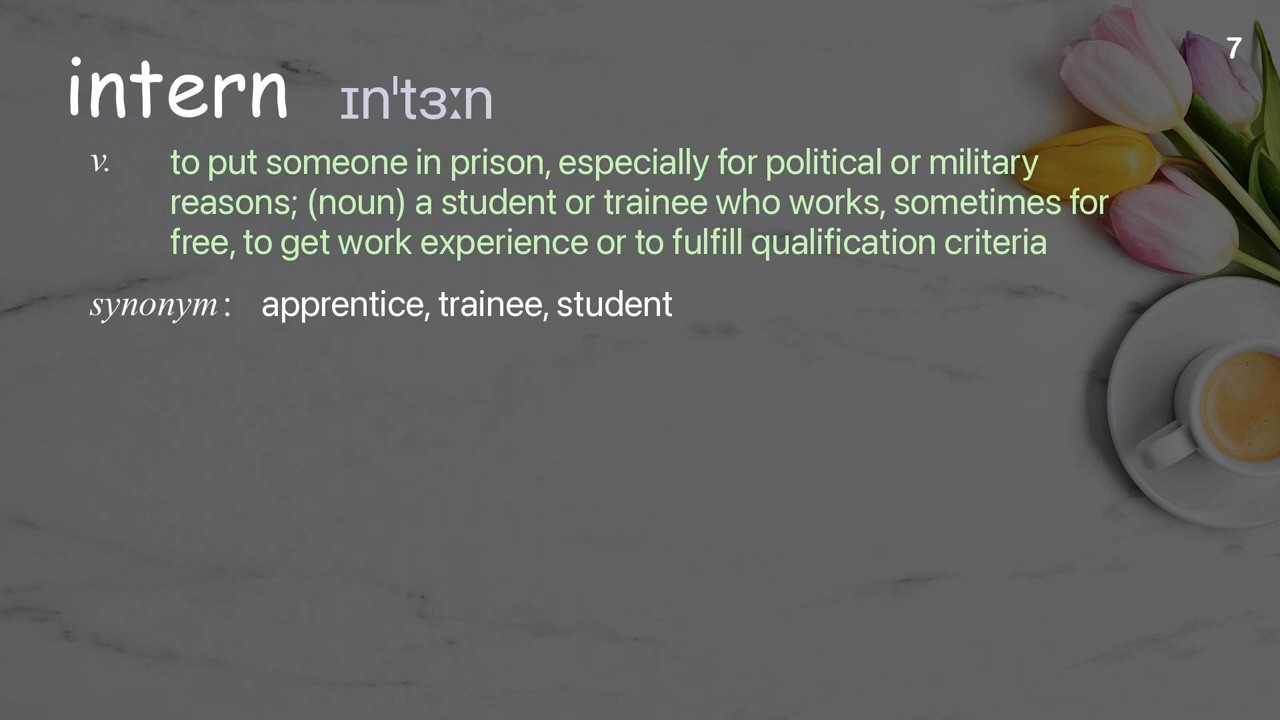 7
intern ɪnˈtɜːn
v. to put someone in prison, especially for political or military
reasons; (noun) a student or trainee who works, sometimes for
free, to get work experience or to fulfill qualification criteria
synonym: apprentice, trainee, student